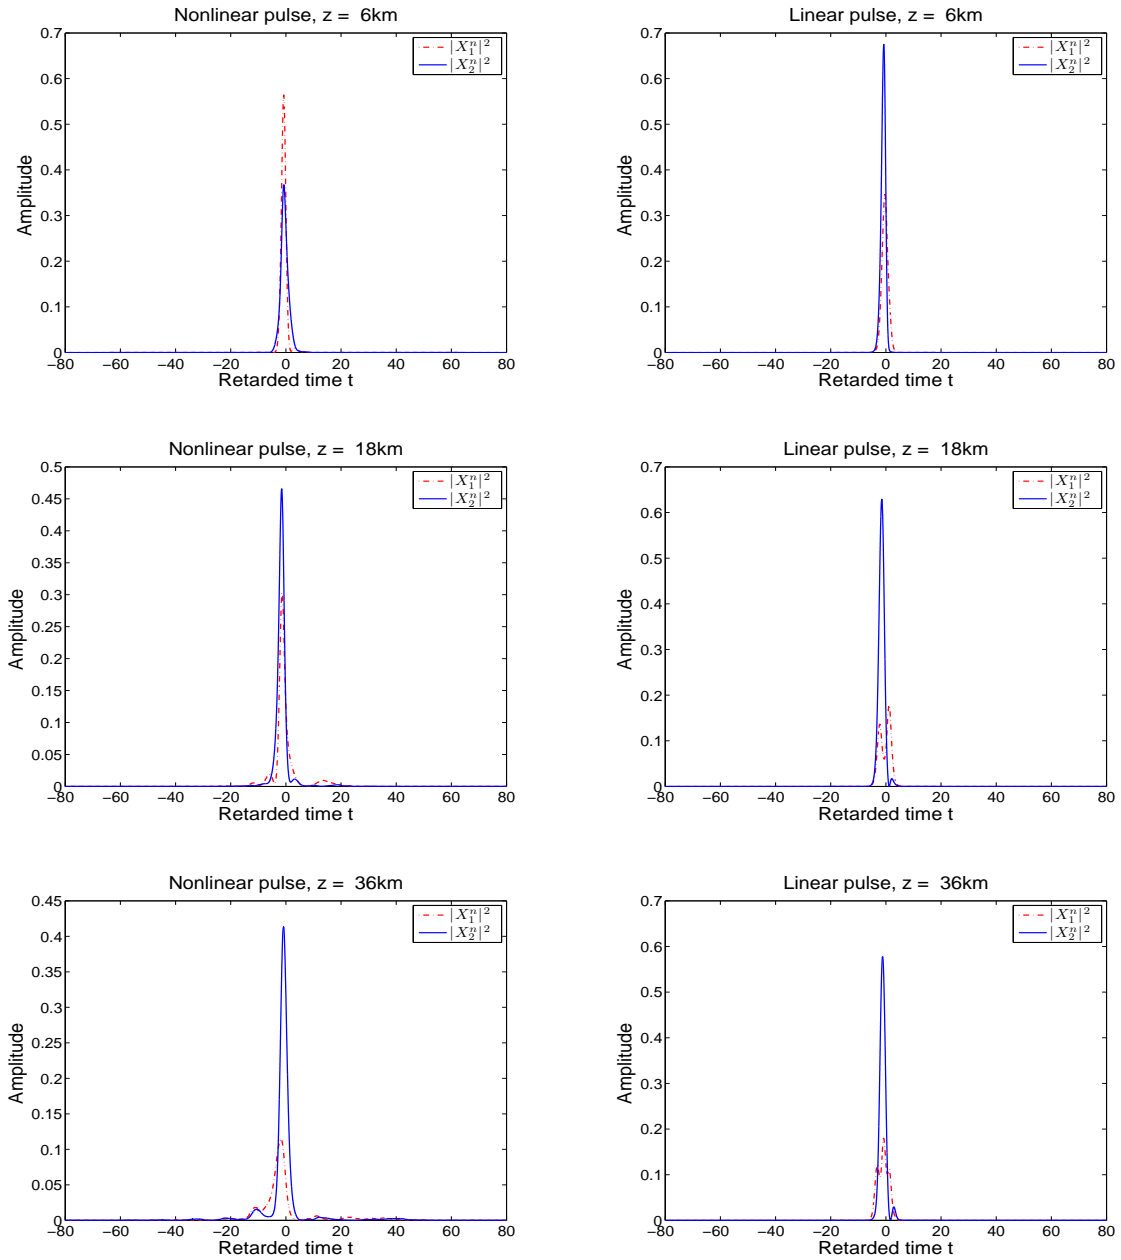 Nonlinear pulse, z = 6km
0.7
0.6
0.5
0.4
0.3
0.2
0.1
0
Amplitude
|X_1^n|^2
|X_2^n|^2
−80 −60 −40 −20 0 20 40 60 80
Retarded time t
Linear pulse, z = 6km
0.7
0.6
0.5
0.4
0.3
0.2
0.1
0
Amplitude
|X_1^n|^2
|X_2^n|^2
−80 −60 −40 −20 0 20 40 60 80
Retarded time t
Nonlinear pulse, z = 18km
0.5
0.45
0.4
0.35
0.3
0.25
0.2
0.15
0.1
0.05
0
Amplitude
|X_1^n|^2
|X_2^n|^2
−80 −60 −40 −20 0 20 40 60 80
Retarded time t
Linear pulse, z = 18km
0.7
0.6
0.5
0.4
0.3
0.2
0.1
0
Amplitude
|X_1^n|^2
|X_2^n|^2
−80 −60 −40 −20 0 20 40 60 80
Retarded time t
Nonlinear pulse, z = 36km
0.45
0.4
0.35
0.3
0.25
0.2
0.15
0.1
0.05
0
Amplitude
|X_1^n|^2
|X_2^n|^2
−80 −60 −40 −20 0 20 40 60 80
Retarded time t
Linear pulse, z = 36km
0.7
0.6
0.5
0.4
0.3
0.2
0.1
0
Amplitude
|X_1^n|^2
|X_2^n|^2
−80 −60 −40 −20 0 20 40 60 80
Retarded time t